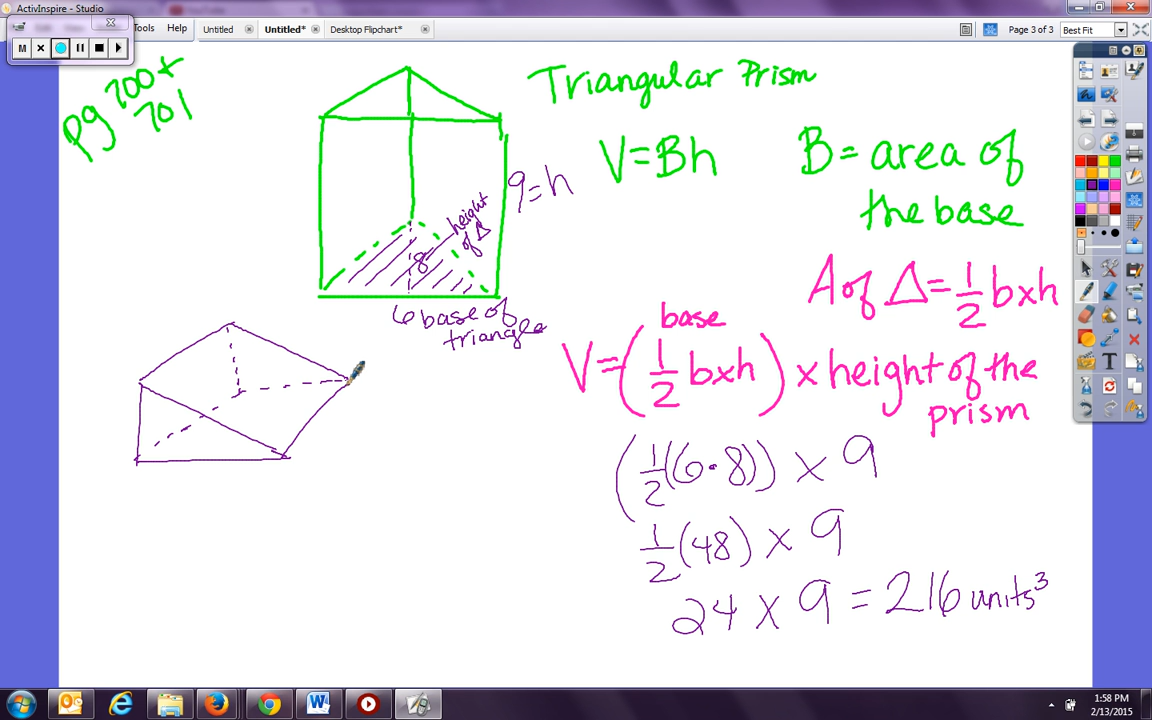 ActivInspire - Studio
Tools Help Untitled Untitled* Desktop Flipchart* Page 3 of 3 Best Fit
M
pg 700+
701
Triangular Prism
V=Bh
B= area of
the base
9=h
height
of Δ
8
6 base of
triangle
A of Δ= 1/2 bxh
base
V=(1/2 bxh) x height of the
prism
(1/2(6·8)) x 9
1/2(48) x 9
24 x 9 = 216 units³
1:58 PM
2/13/2015